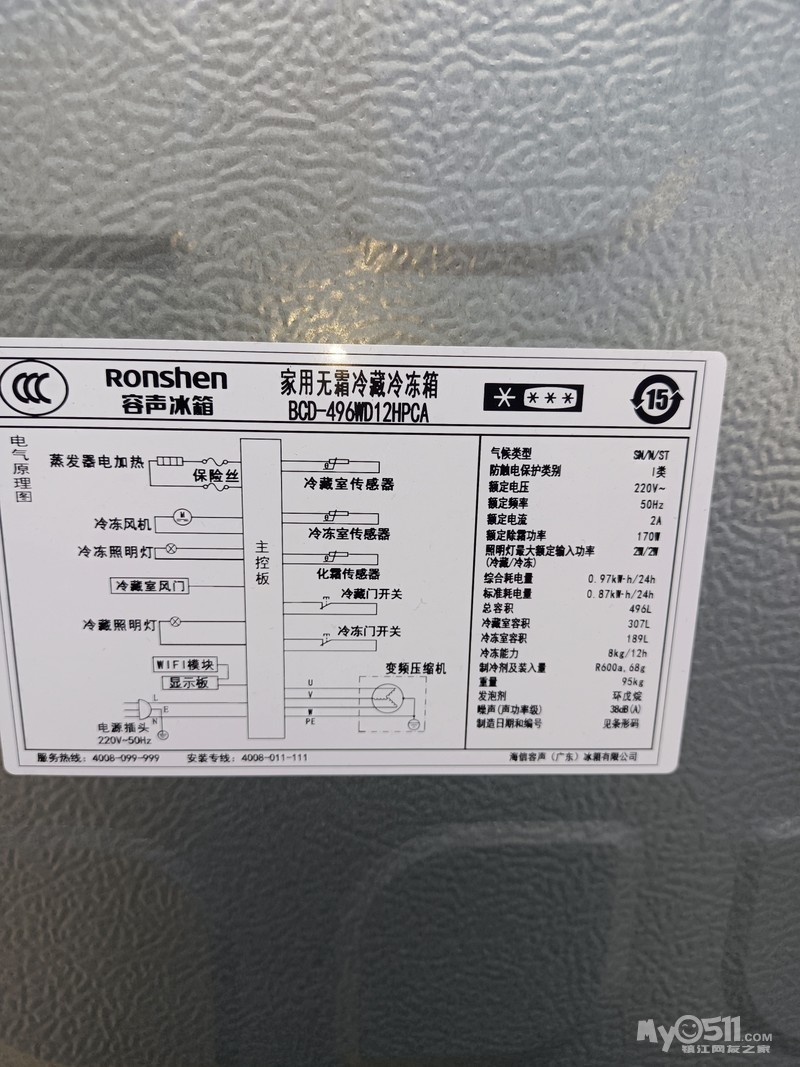 CCC
Ronshen
容声冰箱
家用无霜冷藏冷冻箱
BCD-496WD12HPCA
15
电气原理图
蒸发器电加热
保险丝
冷冻风机
M
冷冻照明灯
冷藏室风门
冷藏照明灯
WIFI模块
显示板
L
E
N
电源插头
220V~50Hz
主控板
冷藏室传感器
冷冻室传感器
化霜传感器
冷藏门开关
冷冻门开关
变频压缩机
U
V
W
PE
气候类型 SN/N/ST
防触电保护类别 I类
额定电压 220V~
额定频率 50Hz
额定电流 2A
额定除霜功率 170W
照明灯最大额定输入功率 2W/2W
(冷藏/冷冻)
综合耗电量 0.97kW·h/24h
标准耗电量 0.87kW·h/24h
总容积 496L
冷藏室容积 307L
冷冻室容积 189L
冷冻能力 8kg/12h
制冷剂及装入量 R600a,68g
重量 95kg
发泡剂 环戊烷
噪声(声功率级) 38dB(A)
制造日期和编号 见条形码
服务热线：4008-099-999 安装专线：4008-011-111
海信容声（广东）冰箱有限公司
My0511.COM
镇江网友之家